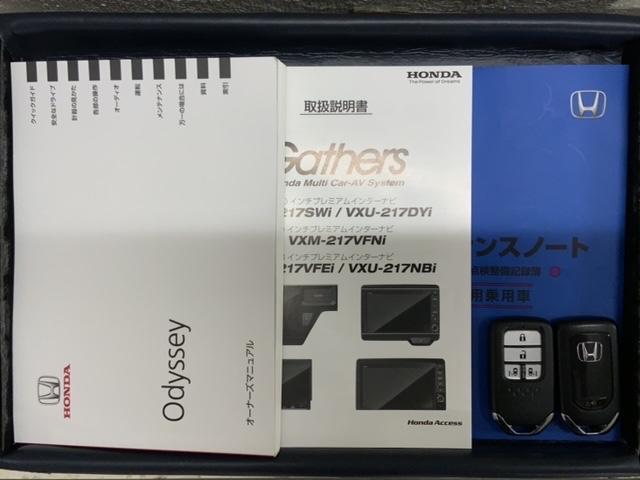 クイックガイド
安全なドライブ
計器の見かた
各部の操作
オーディオ
運転
メンテナンス
万一の場合には
資料
索引
HONDA
Odyssey
オーナーズマニュアル
HONDA
The Power of Dreams
取扱説明書
Gathers
nda Multi Car-AV System
インチプレミアムインターナビ
217SWi / VXU-217DYi
インチプレミアムインターナビ
VXM-217VFNi
インチプレミアムインターナビ
217VFEi / VXU-217NBi
Honda Access
ンスノート
点検整備記録簿
用乗用車